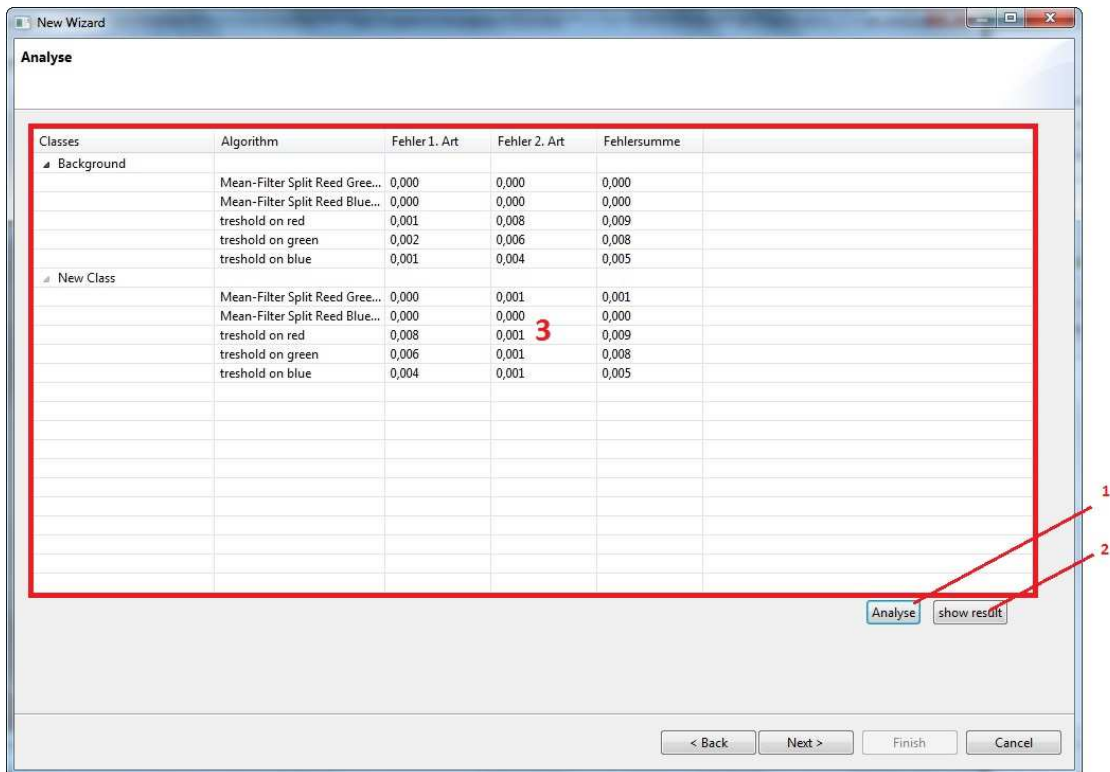 New Wizard
Analyse
Classes Algorithm Fehler 1. Art Fehler 2. Art Fehlersumme
Background
Mean-Filter Split Reed Gree... 0,000 0,000 0,000
Mean-Filter Split Reed Blue... 0,000 0,000 0,000
treshold on red 0,001 0,008 0,009
treshold on green 0,002 0,006 0,008
treshold on blue 0,001 0,004 0,005
New Class
Mean-Filter Split Reed Gree... 0,000 0,001 0,001
Mean-Filter Split Reed Blue... 0,000 0,000 0,000
treshold on red 0,008 0,001 3 0,009
treshold on green 0,006 0,001 0,008
treshold on blue 0,004 0,001 0,005
1
2
Analyse show result
< Back Next > Finish Cancel